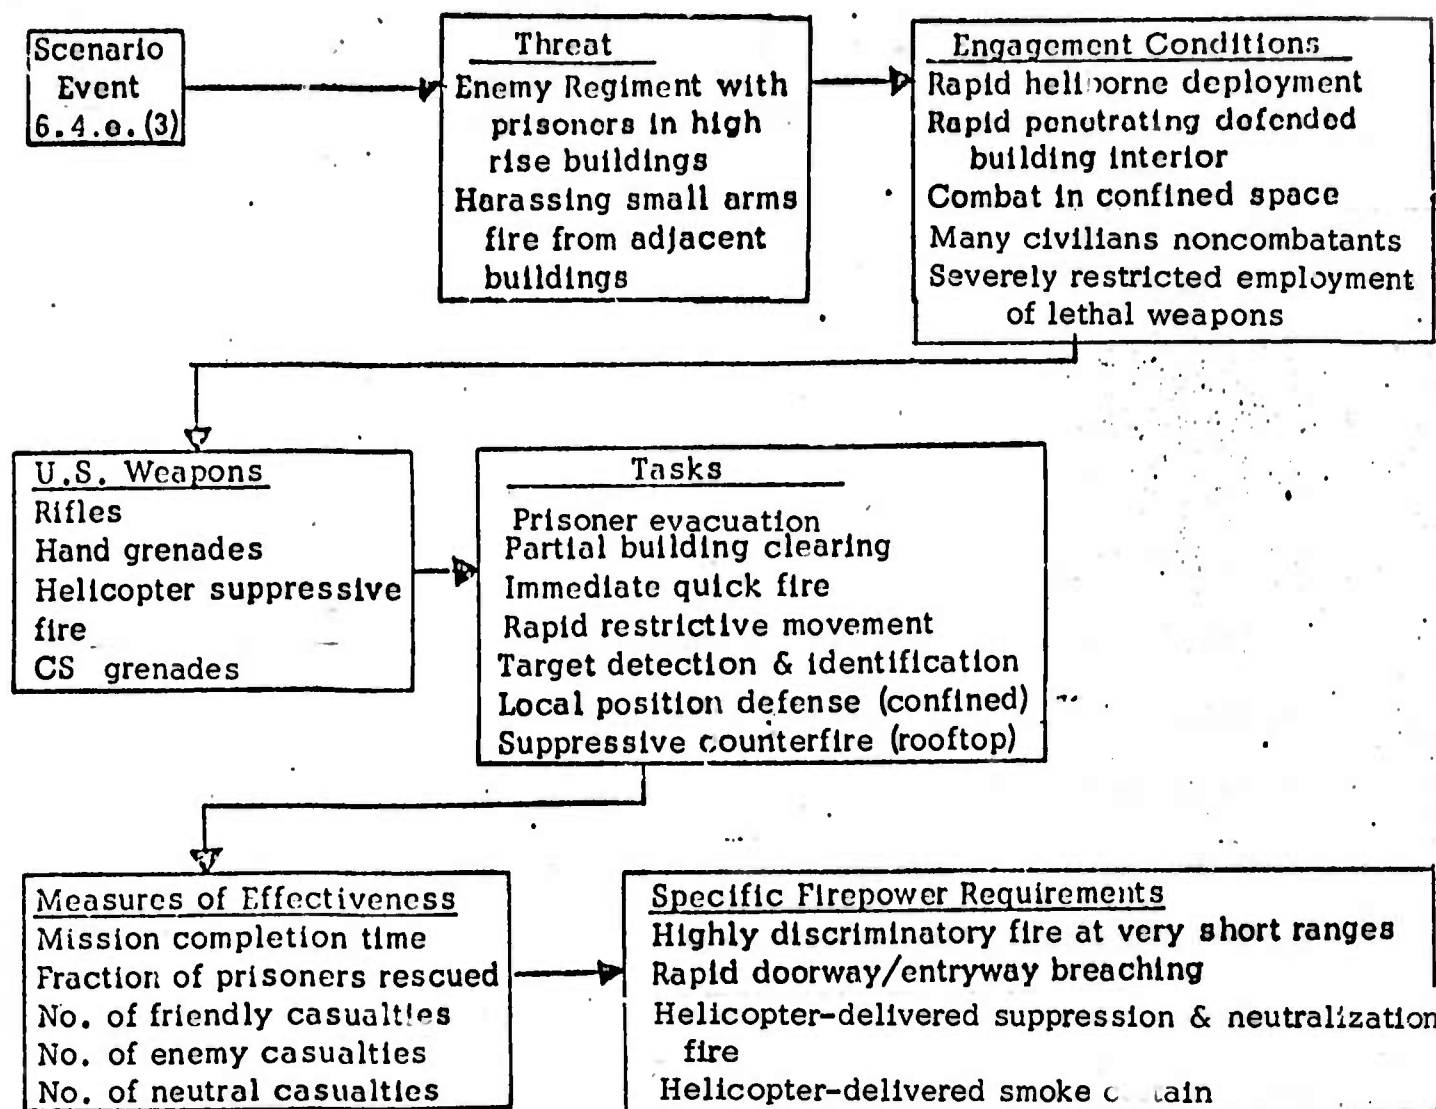 Scenario
Event
6.4.e.(3)
Threat
Enemy Regiment with
prisoners in high
rise buildings
Harassing small arms
fire from adjacent
buildings
Engagement Conditions
Rapid heliborne deployment
Rapid penetrating defended
building interior
Combat in confined space
Many civilians noncombatants
Severely restricted employment
of lethal weapons
U.S. Weapons
Rifles
Hand grenades
Helicopter suppressive
fire
CS grenades
Tasks
Prisoner evacuation
Partial building clearing
Immediate quick fire
Rapid restrictive movement
Target detection & identification
Local position defense (confined)
Suppressive counterfire (rooftop)
Measures of Effectiveness
Mission completion time
Fraction of prisoners rescued
No. of friendly casualties
No. of enemy casualties
No. of neutral casualties
Specific Firepower Requirements
Highly discriminatory fire at very short ranges
Rapid doorway/entryway breaching
Helicopter-delivered suppression & neutralization
fire
Helicopter-delivered smoke